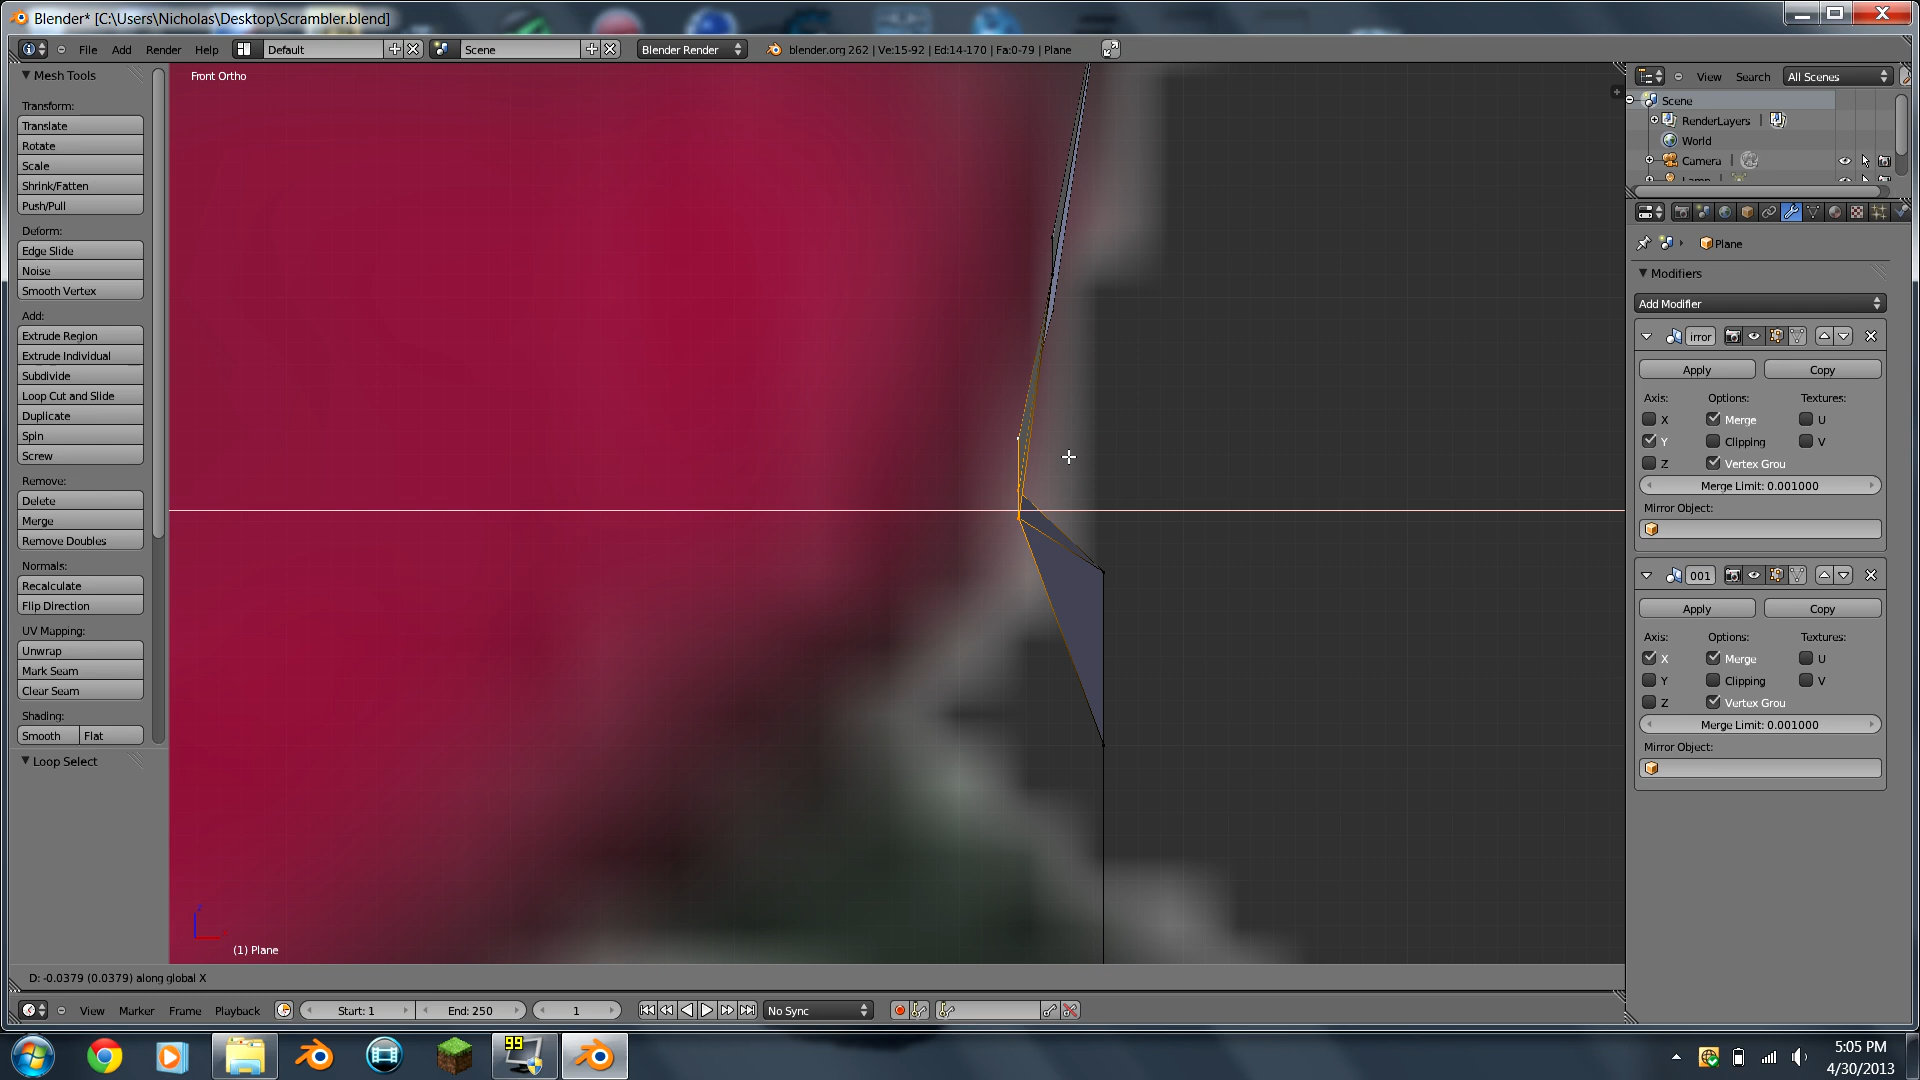 Blender* [C:\Users\Nicholas\Desktop\Scrambler.blend]
File Add Render Help Default Scene Blender Render blender.org 262 | Ve:15-92 | Ed:14-170 | Fa:0-79 | Plane
Mesh Tools
Front Ortho
Transform:
Translate
Rotate
Scale
Shrink/Fatten
Push/Pull
Deform:
Edge Slide
Noise
Smooth Vertex
Add:
Extrude Region
Extrude Individual
Subdivide
Loop Cut and Slide
Duplicate
Spin
Screw
Remove:
Delete
Merge
Remove Doubles
Normals:
Recalculate
Flip Direction
UV Mapping:
Unwrap
Mark Seam
Clear Seam
Shading:
Smooth Flat
Loop Select
(1) Plane
D: -0.0379 (0.0379) along global X
View Search All Scenes
Scene
RenderLayers |
World
Camera |
Plane
Modifiers
Add Modifier
irror
Apply Copy
Axis: Options: Textures:
X Merge U
Y Clipping V
Z Vertex Grou
Merge Limit: 0.001000
Mirror Object:
001
Apply Copy
Axis: Options: Textures:
X Merge U
Y Clipping V
Z Vertex Grou
Merge Limit: 0.001000
Mirror Object:
View Marker Frame Playback Start: 1 End: 250 1 No Sync
99
5:05 PM
4/30/2013